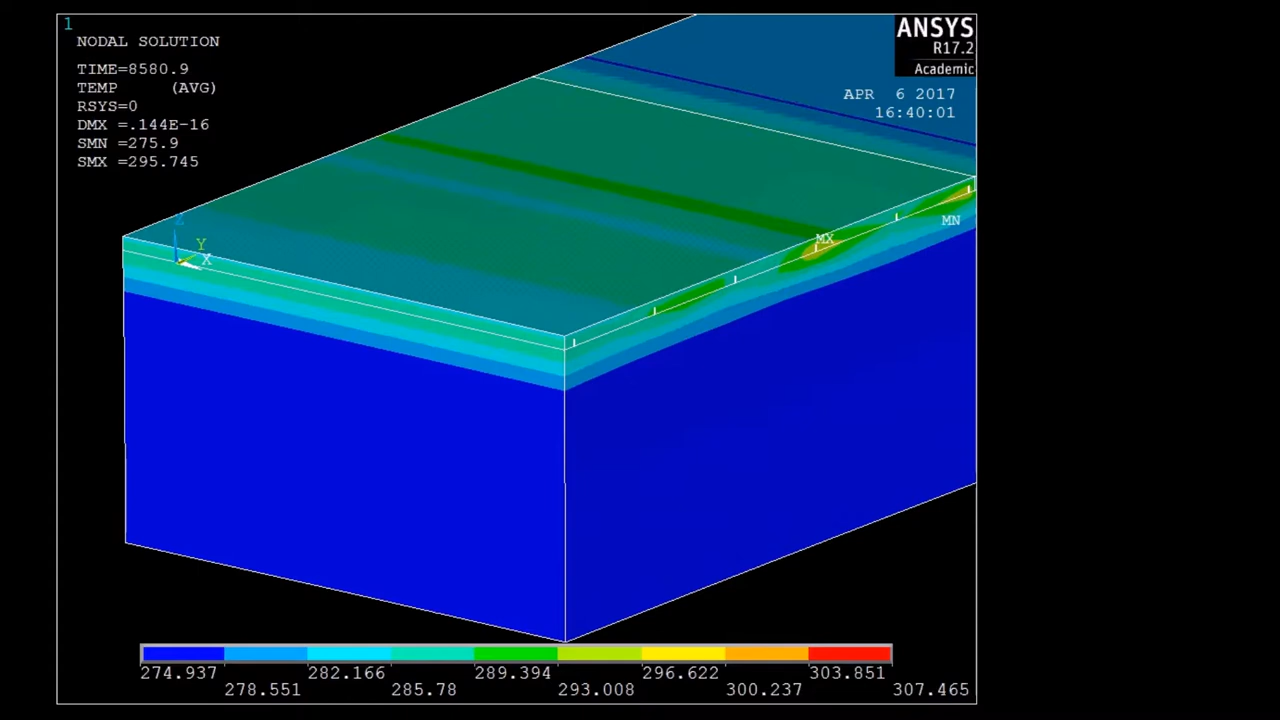 1
NODAL SOLUTION
TIME=8580.9
TEMP (AVG)
RSYS=0
DMX =.144E-16
SMN =275.9
SMX =295.745
ANSYS
R17.2
Academic
APR 6 2017
16:40:01
Z
Y
X
MX
MN
274.937 282.166 289.394 296.622 303.851
278.551 285.78 293.008 300.237 307.465